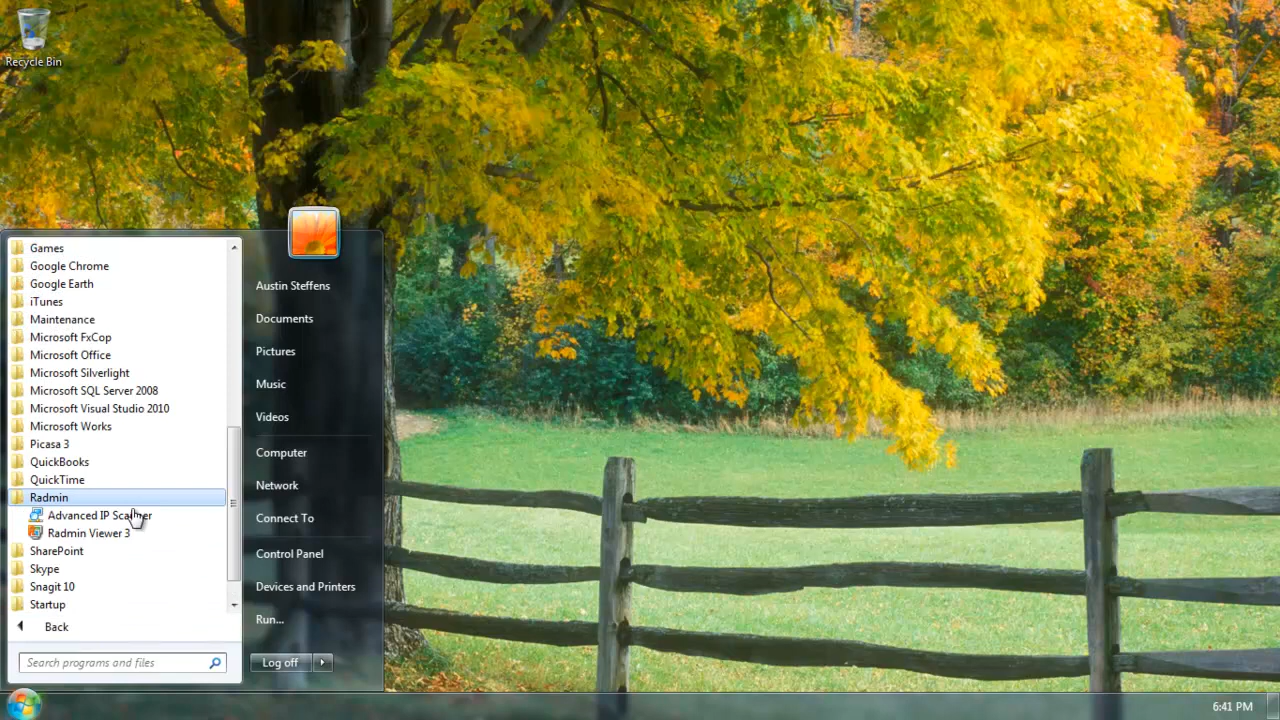 Recycle Bin
Games
Google Chrome
Google Earth
iTunes
Maintenance
Microsoft FxCop
Microsoft Office
Microsoft Silverlight
Microsoft SQL Server 2008
Microsoft Visual Studio 2010
Microsoft Works
Picasa 3
QuickBooks
QuickTime
Radmin
Advanced IP Scanner
Radmin Viewer 3
SharePoint
Skype
Snagit 10
Startup
Back
Search programs and files
Austin Steffens
Documents
Pictures
Music
Videos
Computer
Network
Connect To
Control Panel
Devices and Printers
Run...
Log off
6:41 PM